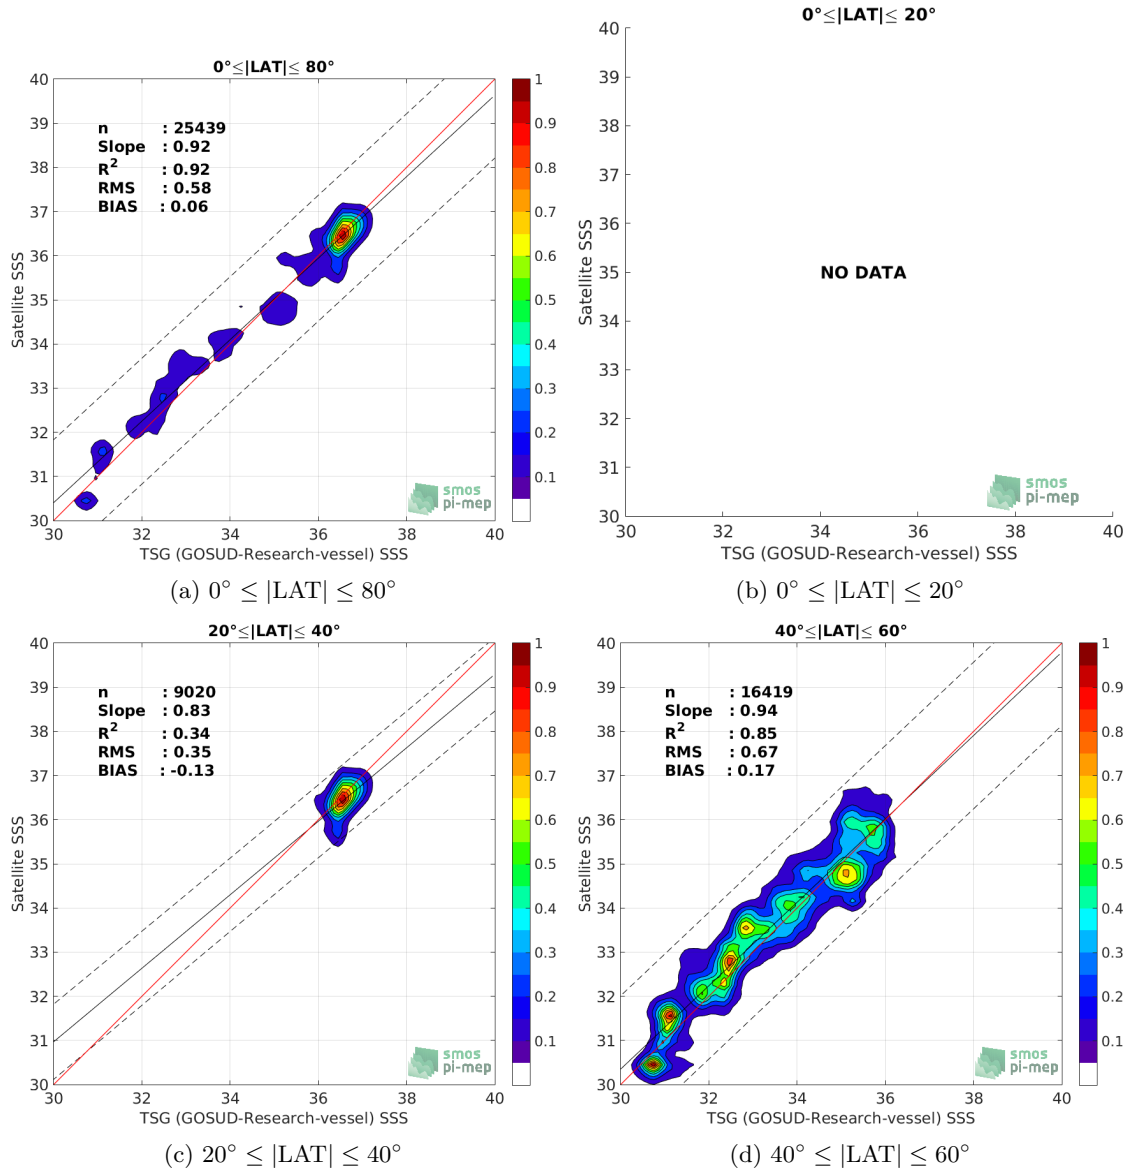 0°≤|LAT|≤ 80°
40
39
38
37
36
35
34
33
32
31
30
Satellite SSS
n : 25439
Slope : 0.92
R2 : 0.92
RMS : 0.58
BIAS : 0.06
smos
pi-mep
30 32 34 36 38 40
TSG (GOSUD-Research-vessel) SSS
1
0.9
0.8
0.7
0.6
0.5
0.4
0.3
0.2
0.1
(a) 0° ≤ |LAT| ≤ 80°
0°≤|LAT|≤ 20°
40
39
38
37
36
35
34
33
32
31
30
Satellite SSS
NO DATA
smos
pi-mep
30 32 34 36 38 40
TSG (GOSUD-Research-vessel) SSS
(b) 0° ≤ |LAT| ≤ 20°
20°≤|LAT|≤ 40°
40
39
38
37
36
35
34
33
32
31
30
Satellite SSS
n : 9020
Slope : 0.83
R2 : 0.34
RMS : 0.35
BIAS : -0.13
smos
pi-mep
30 32 34 36 38 40
TSG (GOSUD-Research-vessel) SSS
1
0.9
0.8
0.7
0.6
0.5
0.4
0.3
0.2
0.1
(c) 20° ≤ |LAT| ≤ 40°
40°≤|LAT|≤ 60°
40
39
38
37
36
35
34
33
32
31
30
Satellite SSS
n : 16419
Slope : 0.94
R2 : 0.85
RMS : 0.67
BIAS : 0.17
smos
pi-mep
30 32 34 36 38 40
TSG (GOSUD-Research-vessel) SSS
1
0.9
0.8
0.7
0.6
0.5
0.4
0.3
0.2
0.1
(d) 40° ≤ |LAT| ≤ 60°